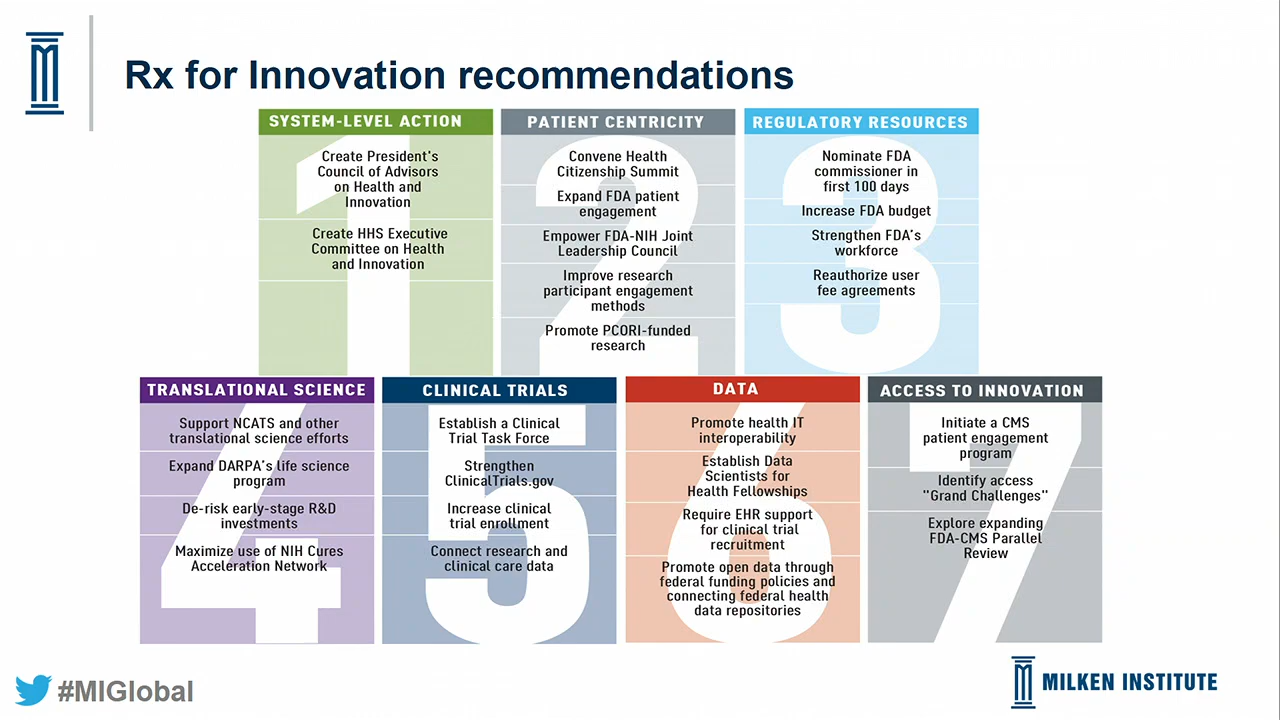 Rx for Innovation recommendations
SYSTEM-LEVEL ACTION
1
Create President's
Council of Advisors
on Health and
Innovation
Create HHS Executive
Committee on Health
and Innovation
PATIENT CENTRICITY
2
Convene Health
Citizenship Summit
Expand FDA patient
engagement
Empower FDA-NIH Joint
Leadership Council
Improve research
participant engagement
methods
Promote PCORI-funded
research
REGULATORY RESOURCES
3
Nominate FDA
commissioner in
first 100 days
Increase FDA budget
Strengthen FDA's
workforce
Reauthorize user
fee agreements
TRANSLATIONAL SCIENCE
4
Support NCATS and other
translational science efforts
Expand DARPA's life science
program
De-risk early-stage R&D
investments
Maximize use of NIH Cures
Acceleration Network
CLINICAL TRIALS
5
Establish a Clinical
Trial Task Force
Strengthen
ClinicalTrials.gov
Increase clinical
trial enrollment
Connect research and
clinical care data
DATA
6
Promote health IT
interoperability
Establish Data
Scientists for
Health Fellowships
Require EHR support
for clinical trial
recruitment
Promote open data through
federal funding policies and
connecting federal health
data repositories
ACCESS TO INNOVATION
7
Initiate a CMS
patient engagement
program
Identify access
"Grand Challenges"
Explore expanding
FDA-CMS Parallel
Review
#MIGlobal
MILKEN INSTITUTE